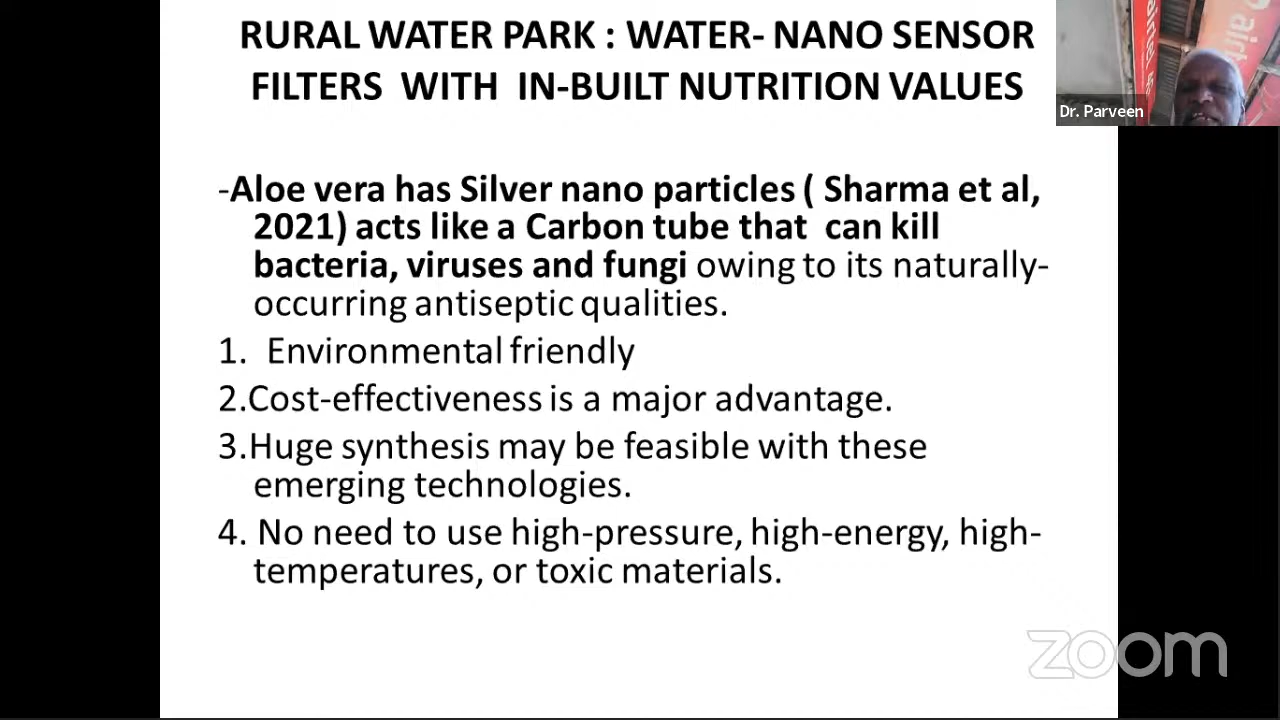 RURAL WATER PARK : WATER- NANO SENSOR
FILTERS WITH IN-BUILT NUTRITION VALUES
Dr. Parveen
-Aloe vera has Silver nano particles ( Sharma et al,
2021) acts like a Carbon tube that can kill
bacteria, viruses and fungi owing to its naturally-
occurring antiseptic qualities.
1. Environmental friendly
2.Cost-effectiveness is a major advantage.
3.Huge synthesis may be feasible with these
emerging technologies.
4. No need to use high-pressure, high-energy, high-
temperatures, or toxic materials.
zoom